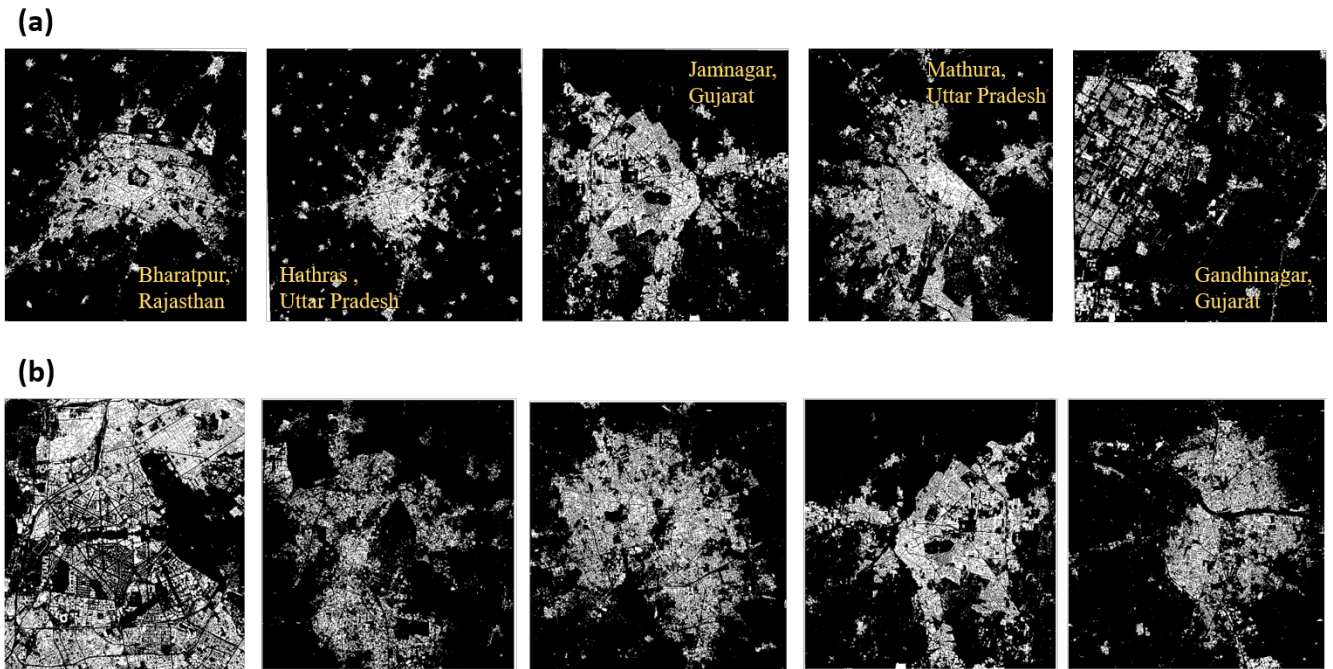 (a)
Bharatpur,
Rajasthan
Hathras ,
Uttar Pradesh
Jamnagar,
Gujarat
Mathura,
Uttar Pradesh
Gandhinagar,
Gujarat
(b)